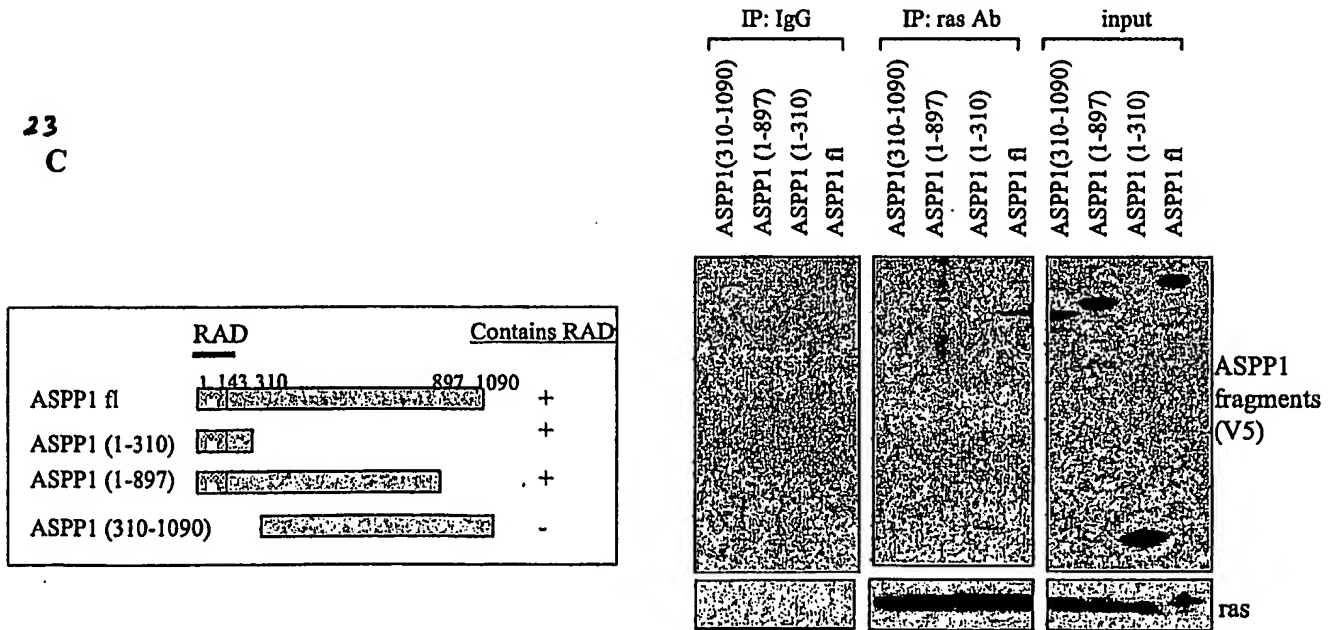 23
C
RAD
Contains RAD
1 143 310 897 1090
ASPP1 fl +
ASPP1 (1-310) +
ASPP1 (1-897) +
ASPP1 (310-1090) -
IP: IgG
IP: ras Ab
input
ASPP1(310-1090)
ASPP1 (1-897)
ASPP1 (1-310)
ASPP1 fl
ASPP1(310-1090)
ASPP1 (1-897)
ASPP1 (1-310)
ASPP1 fl
ASPP1(310-1090)
ASPP1 (1-897)
ASPP1 (1-310)
ASPP1 fl
ASPP1
fragments
(V5)
ras